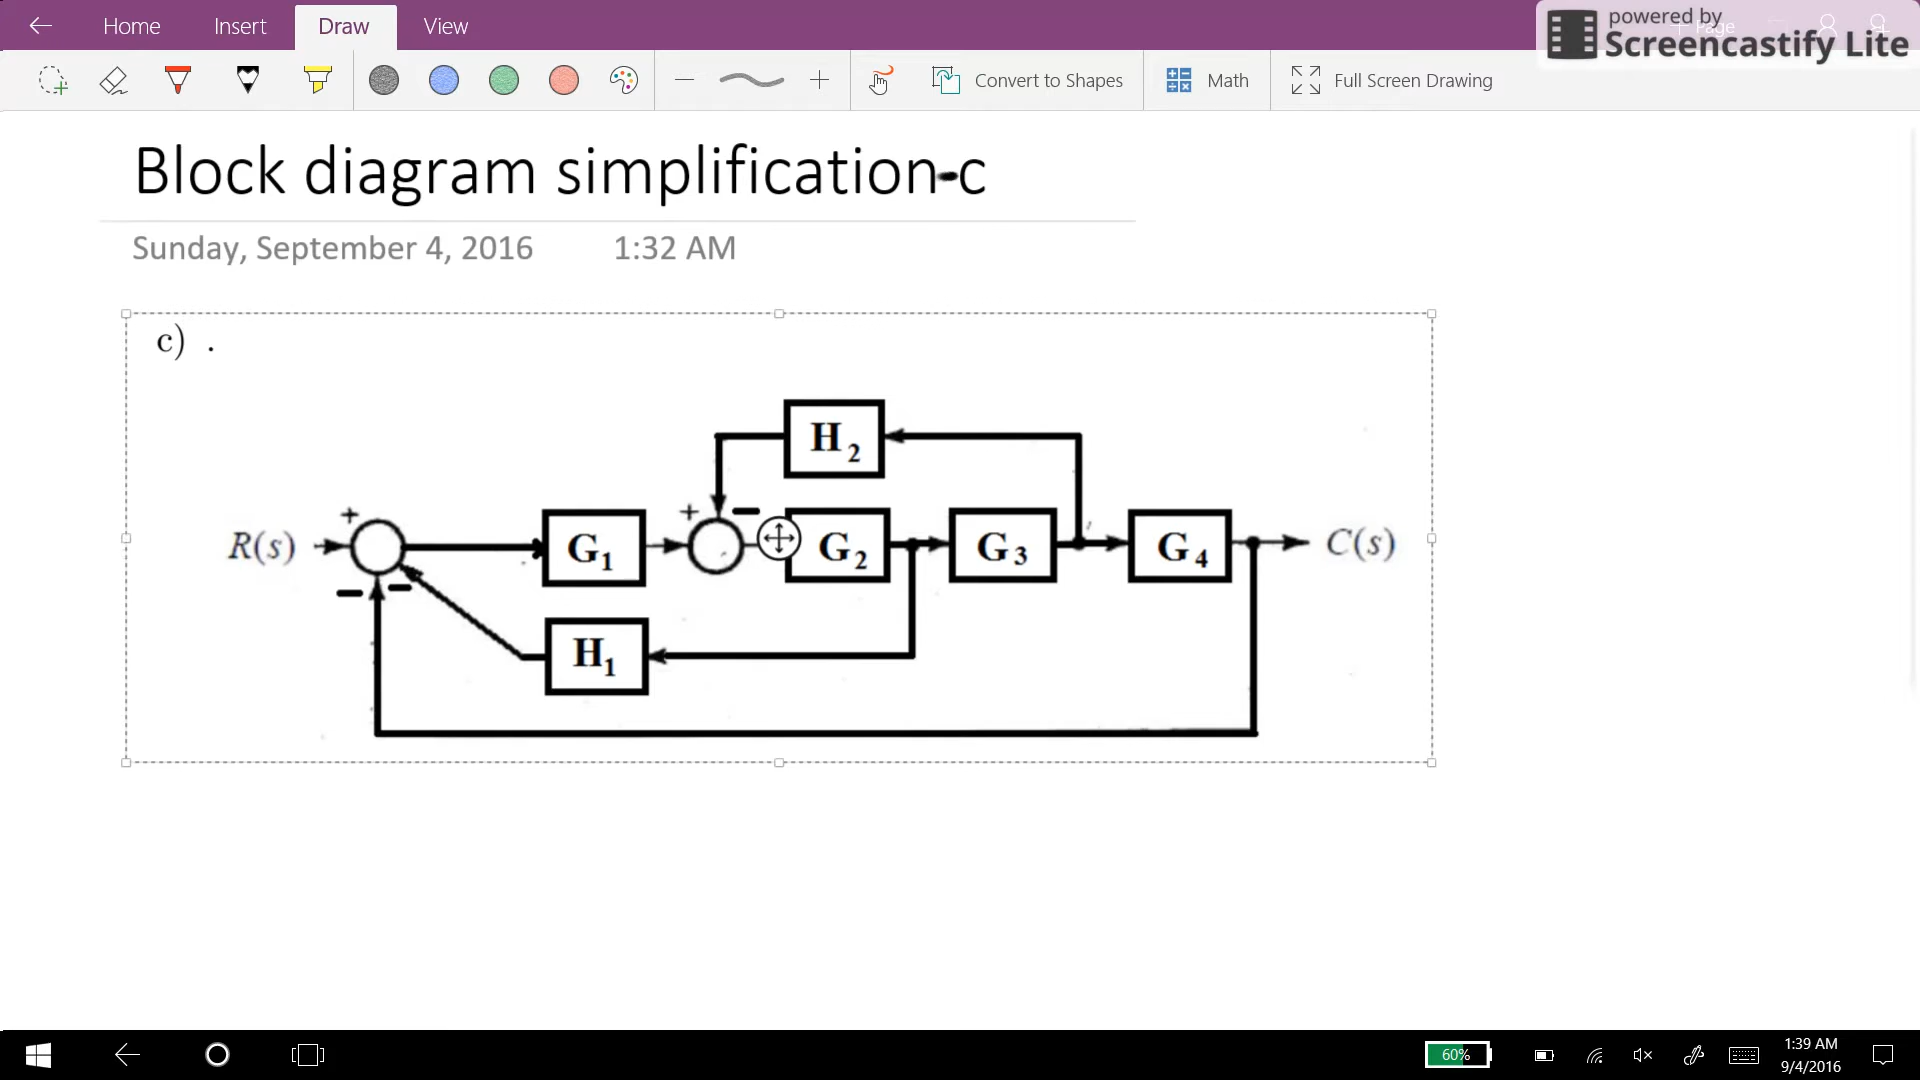 Home Insert Draw View
powered by
Screencastify Lite
Convert to Shapes Math Full Screen Drawing
Block diagram simplification-c
Sunday, September 4, 2016 1:32 AM
c) .
H2
+ −
+
R(s) G1 G2 G3 G4 C(s)
− −
H1
60% 1:39 AM
9/4/2016